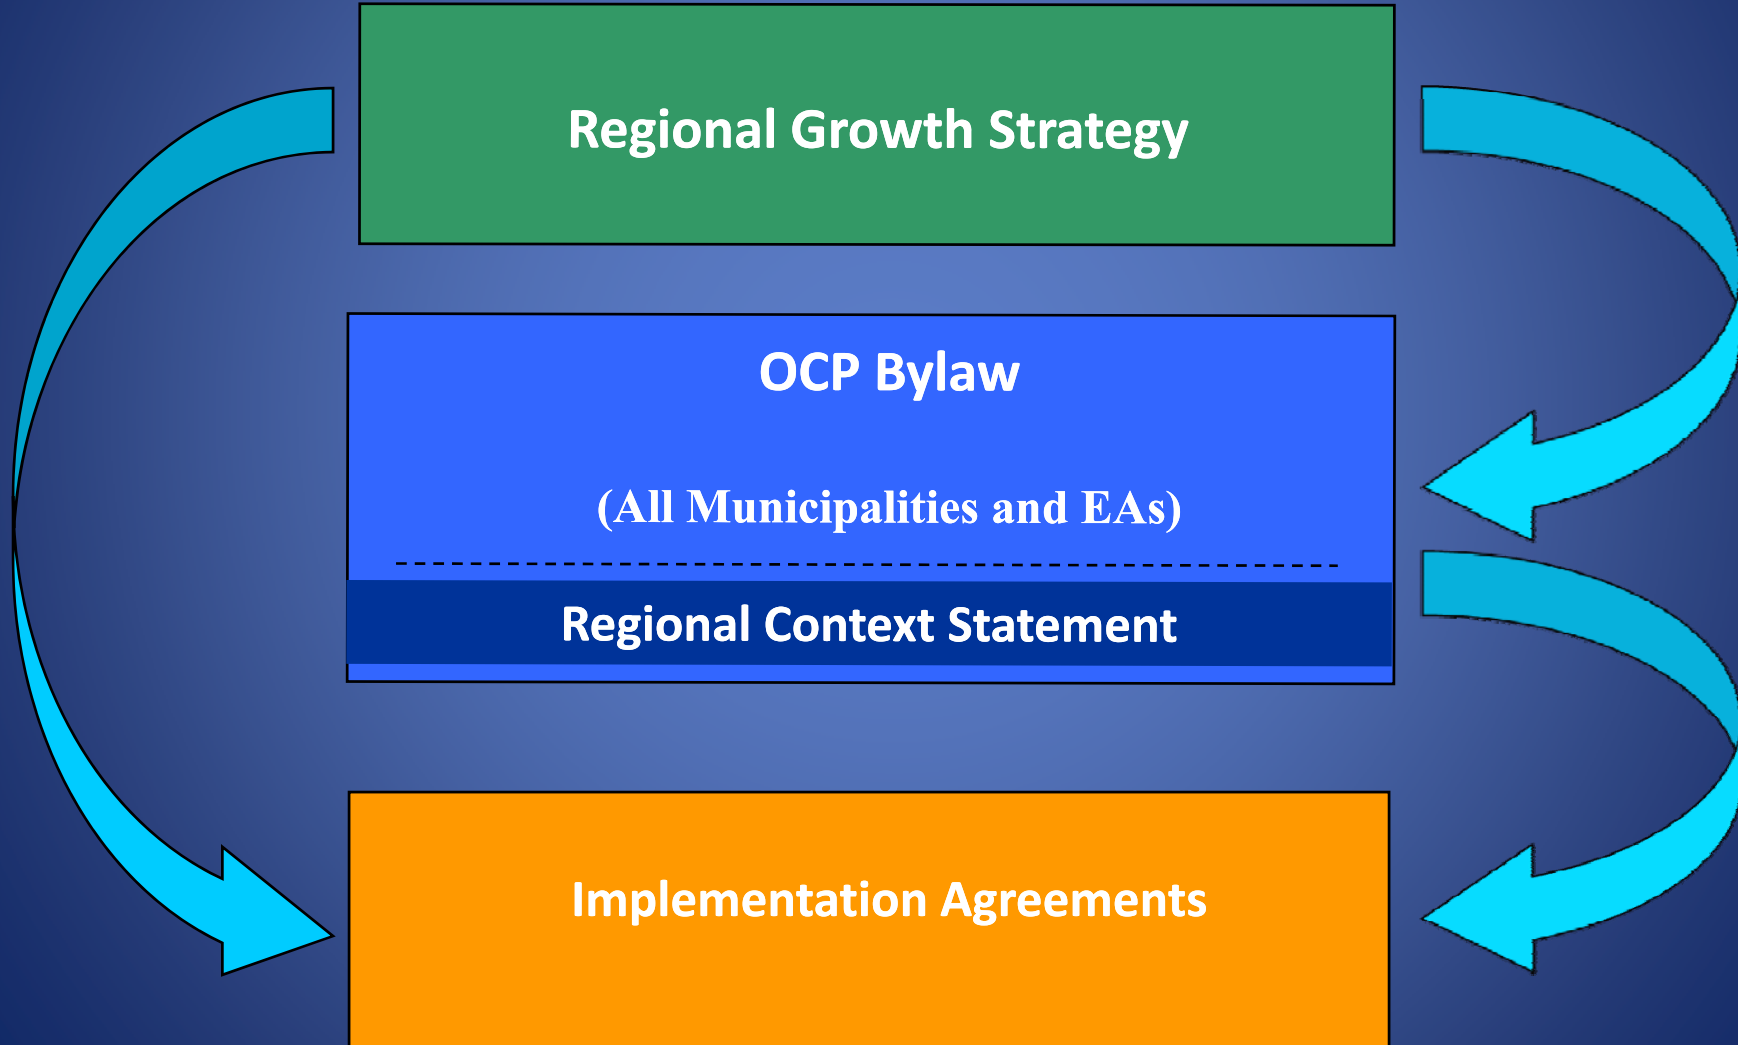 Regional Growth Strategy
OCP Bylaw
(All Municipalities and EAs)
Regional Context Statement
Implementation Agreements